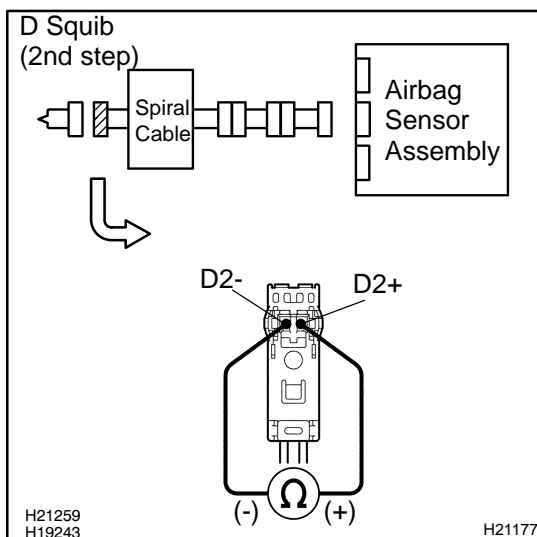 D Squib
(2nd step)
Spiral
Cable
Airbag
Sensor
Assembly
D2-
D2+
Ω
(-)
(+)
H21259
H19243
H21177